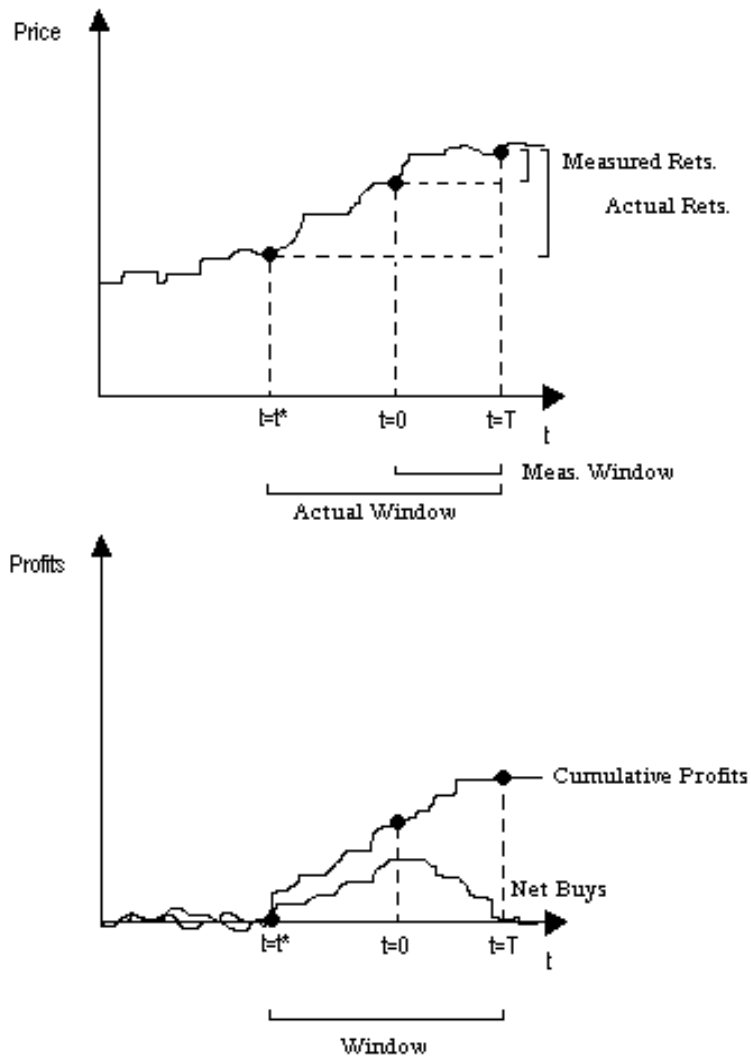 Price
Measured Rets.
Actual Rets.
t=t* t=0 t=T
t
Meas. Window
Actual Window
Profits
Cumulative Profits
Net Buys
t=t* t=0 t=T
t
Window